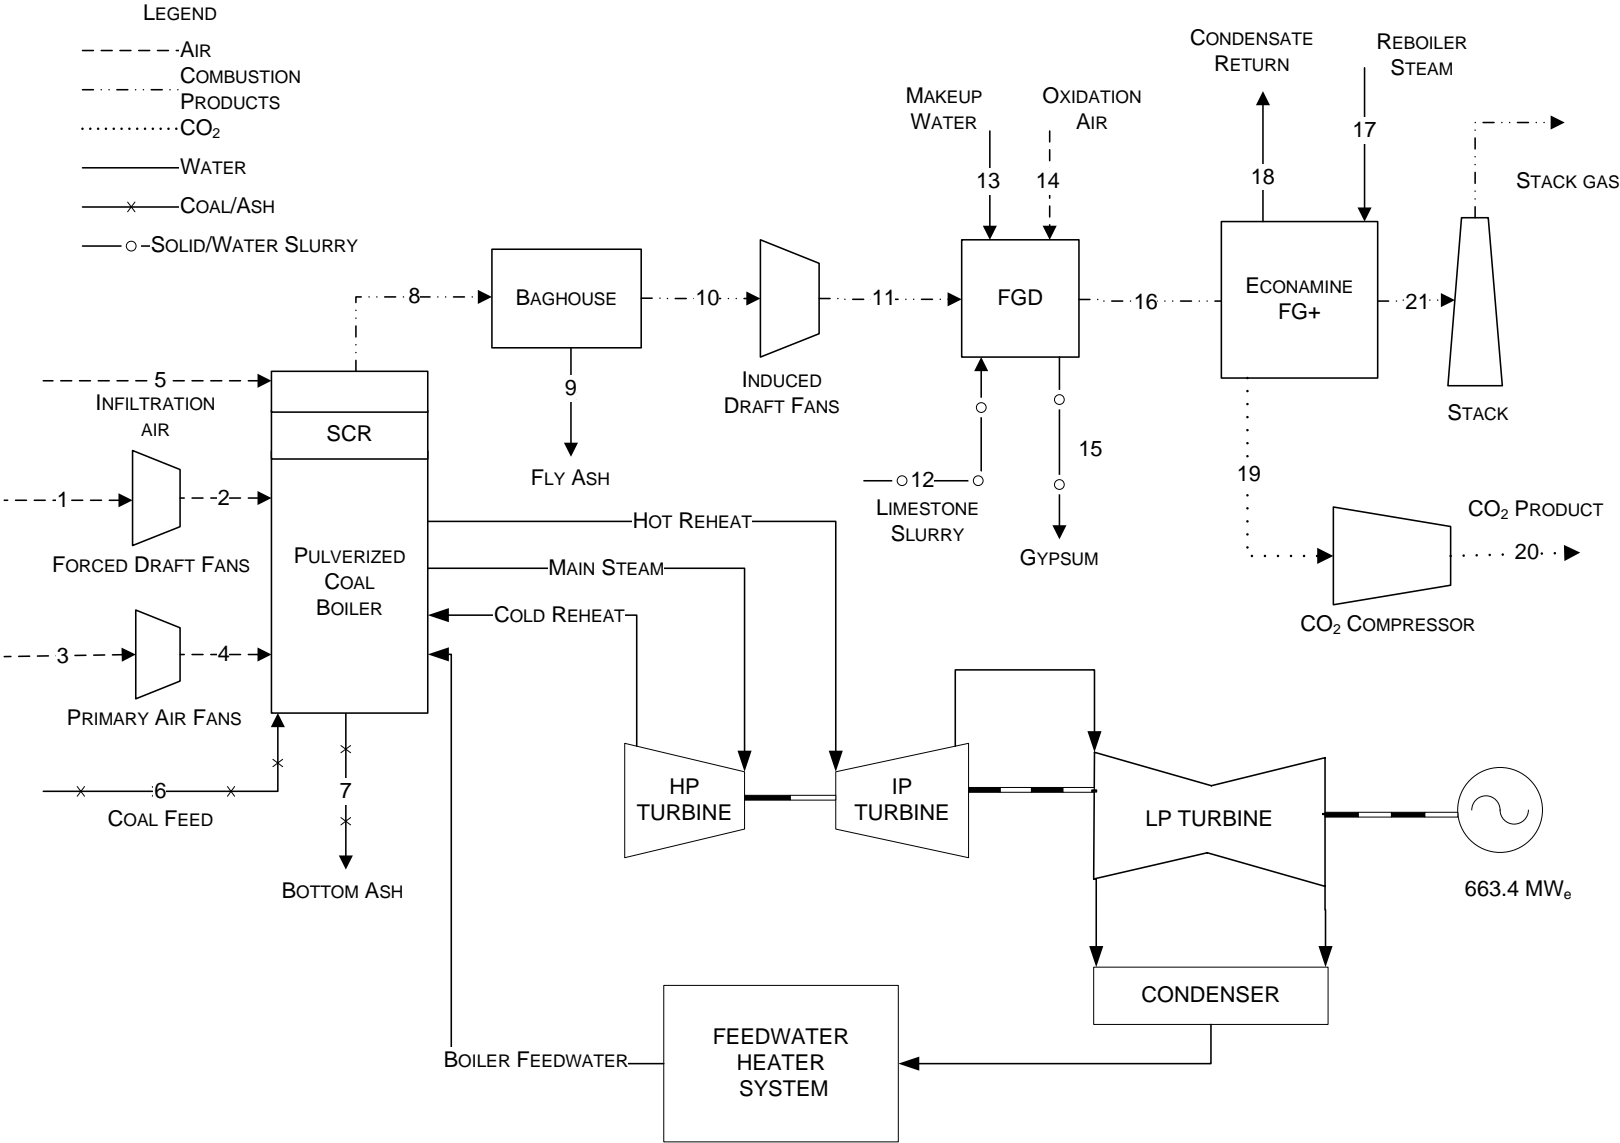 LEGEND
AIR
COMBUSTION
PRODUCTS
CO2
WATER
COAL/ASH
SOLID/WATER SLURRY
CONDENSATE
RETURN
REBOILER
STEAM
MAKEUP
WATER
OXIDATION
AIR
13
14
18
17
STACK GAS
8
BAGHOUSE
10
11
FGD
16
ECONAMINE
FG+
21
STACK
5
INFILTRATION
AIR
SCR
9
FLY ASH
INDUCED
DRAFT FANS
12
LIMESTONE
SLURRY
15
GYPSUM
19
CO2 PRODUCT
20
CO2 COMPRESSOR
1
2
FORCED DRAFT FANS
PULVERIZED
COAL
BOILER
HOT REHEAT
MAIN STEAM
COLD REHEAT
3
4
PRIMARY AIR FANS
6
COAL FEED
7
BOTTOM ASH
HP
TURBINE
IP
TURBINE
LP TURBINE
663.4 MWe
CONDENSER
FEEDWATER
HEATER
SYSTEM
BOILER FEEDWATER